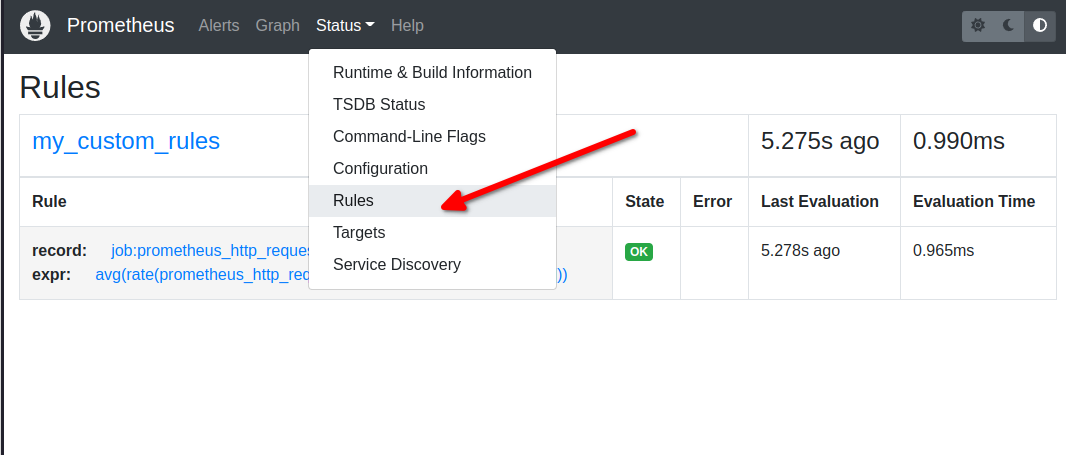 Prometheus Alerts Graph Status Help
Runtime & Build Information
TSDB Status
Command-Line Flags
Configuration
Rules
Targets
Service Discovery
Rules
my_custom_rules 5.275s ago 0.990ms
Rule State Error Last Evaluation Evaluation Time
record: job:prometheus_http_reques OK 5.278s ago 0.965ms
expr: avg(rate(prometheus_http_req ))